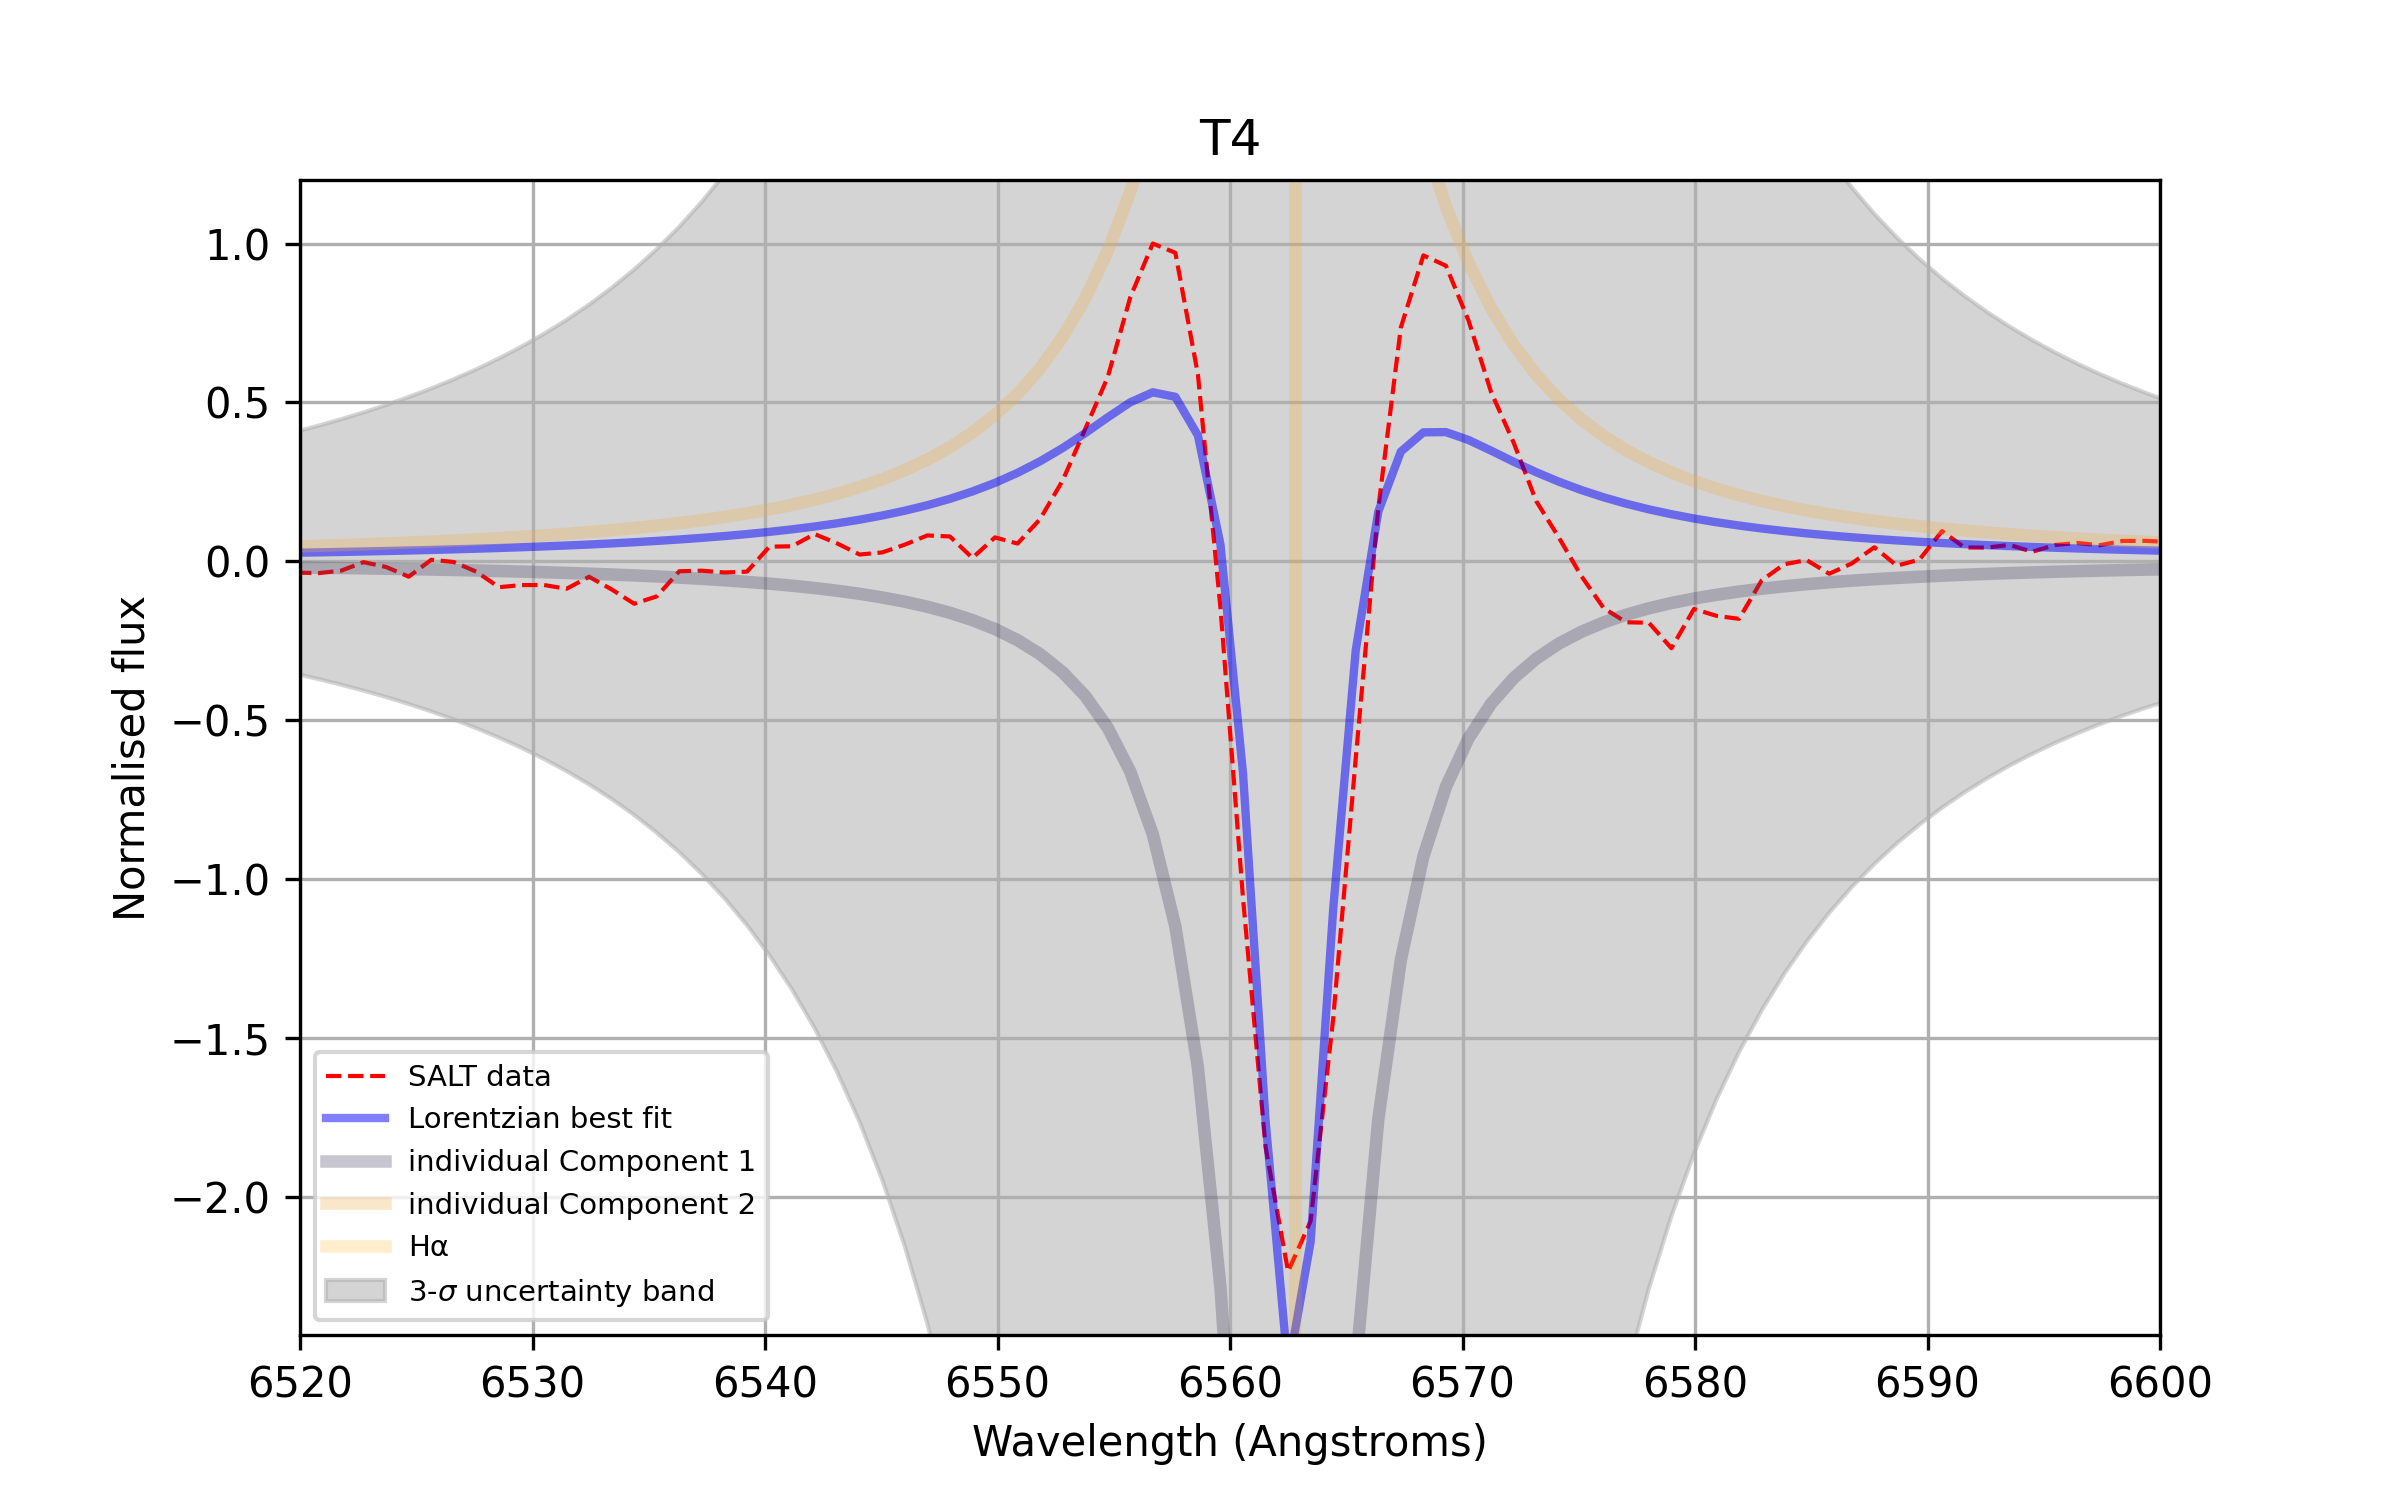 T4
Normalised flux
1.0
0.5
0.0
−0.5
−1.0
−1.5
−2.0
SALT data
Lorentzian best fit
individual Component 1
individual Component 2
Hα
3-σ uncertainty band
6520 6530 6540 6550 6560 6570 6580 6590 6600
Wavelength (Angstroms)